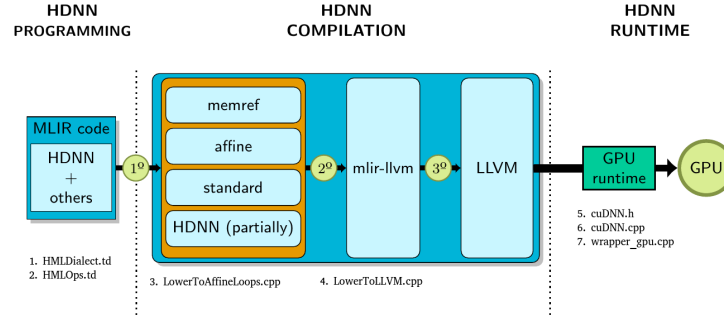 HDNN
PROGRAMMING
HDNN
COMPILATION
HDNN
RUNTIME
MLIR code
HDNN
+
others
1º
memref
affine
standard
HDNN (partially)
2º
mlir-llvm
3º
LLVM
GPU
runtime
GPU
1. HMLDialect.td
2. HMLOps.td
3. LowerToAffineLoops.cpp
4. LowerToLLVM.cpp
5. cuDNN.h
6. cuDNN.cpp
7. wrapper_gpu.cpp